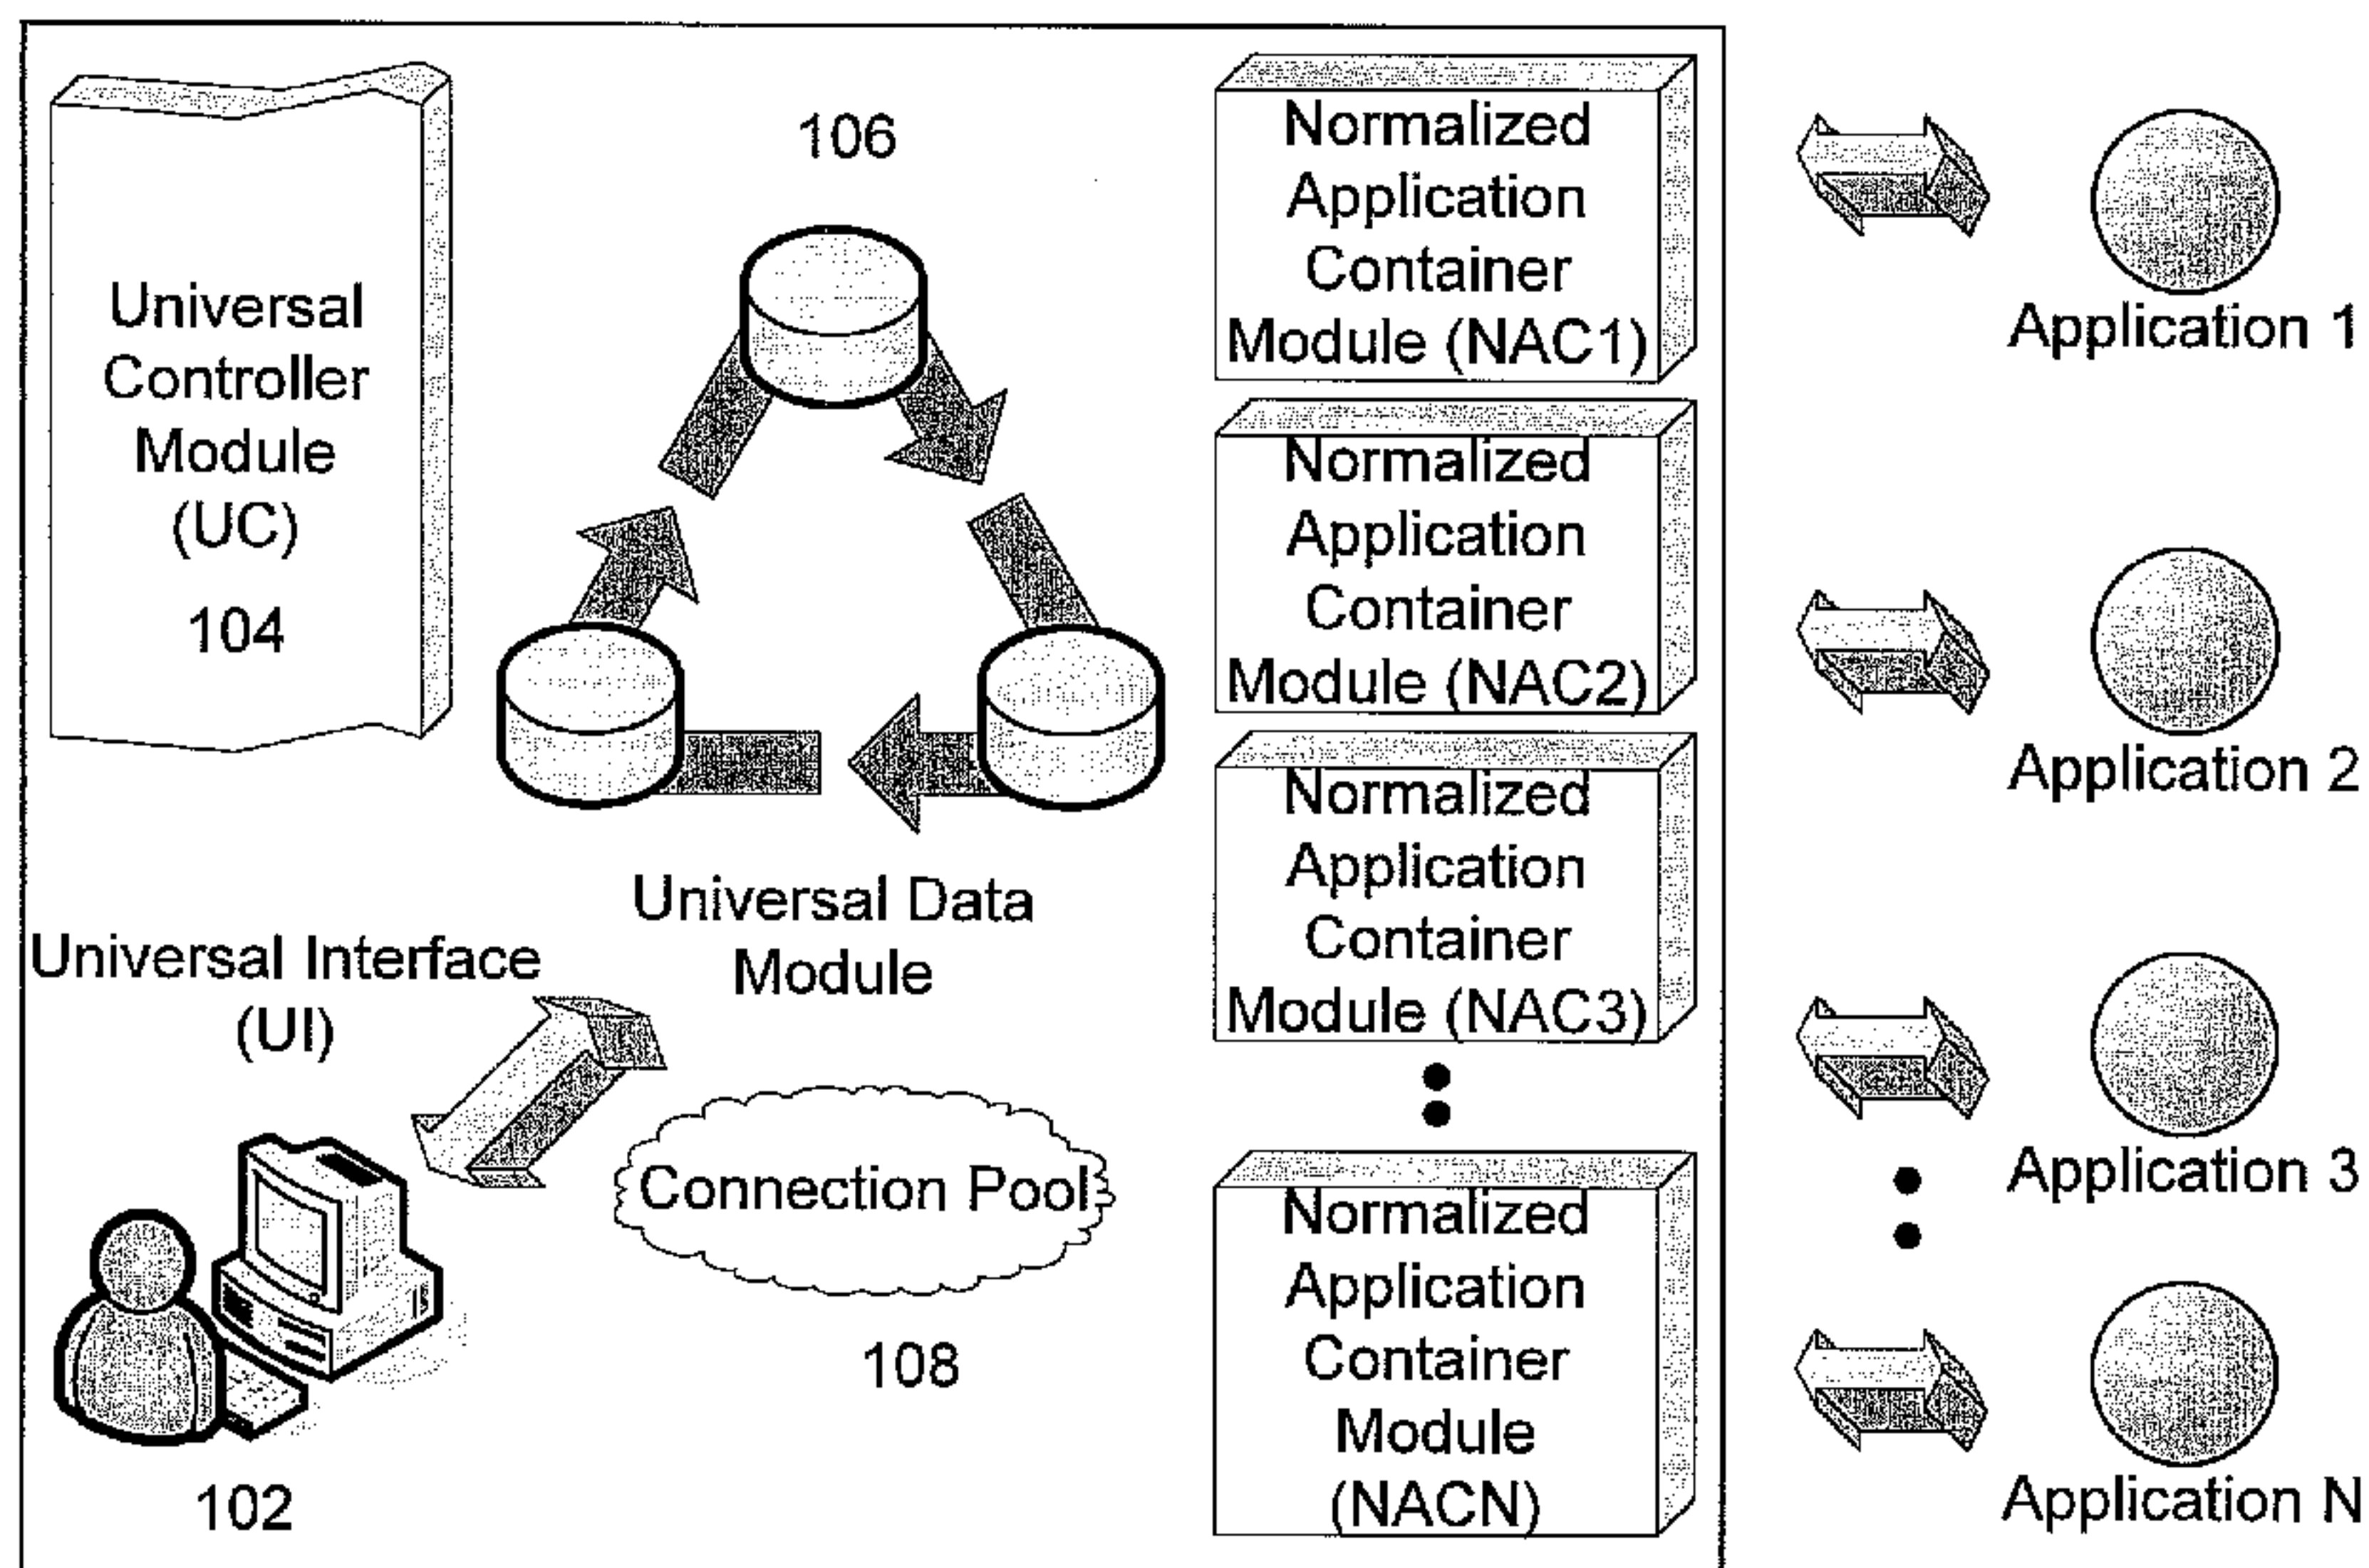 Universal
Controller
Module
(UC)
104
106
Universal Data
Module
Universal Interface
(UI)
102
Connection Pool
108
Normalized
Application
Container
Module (NAC1)
Normalized
Application
Container
Module (NAC2)
Normalized
Application
Container
Module (NAC3)
Normalized
Application
Container
Module
(NACN)
Application 1
Application 2
Application 3
Application N